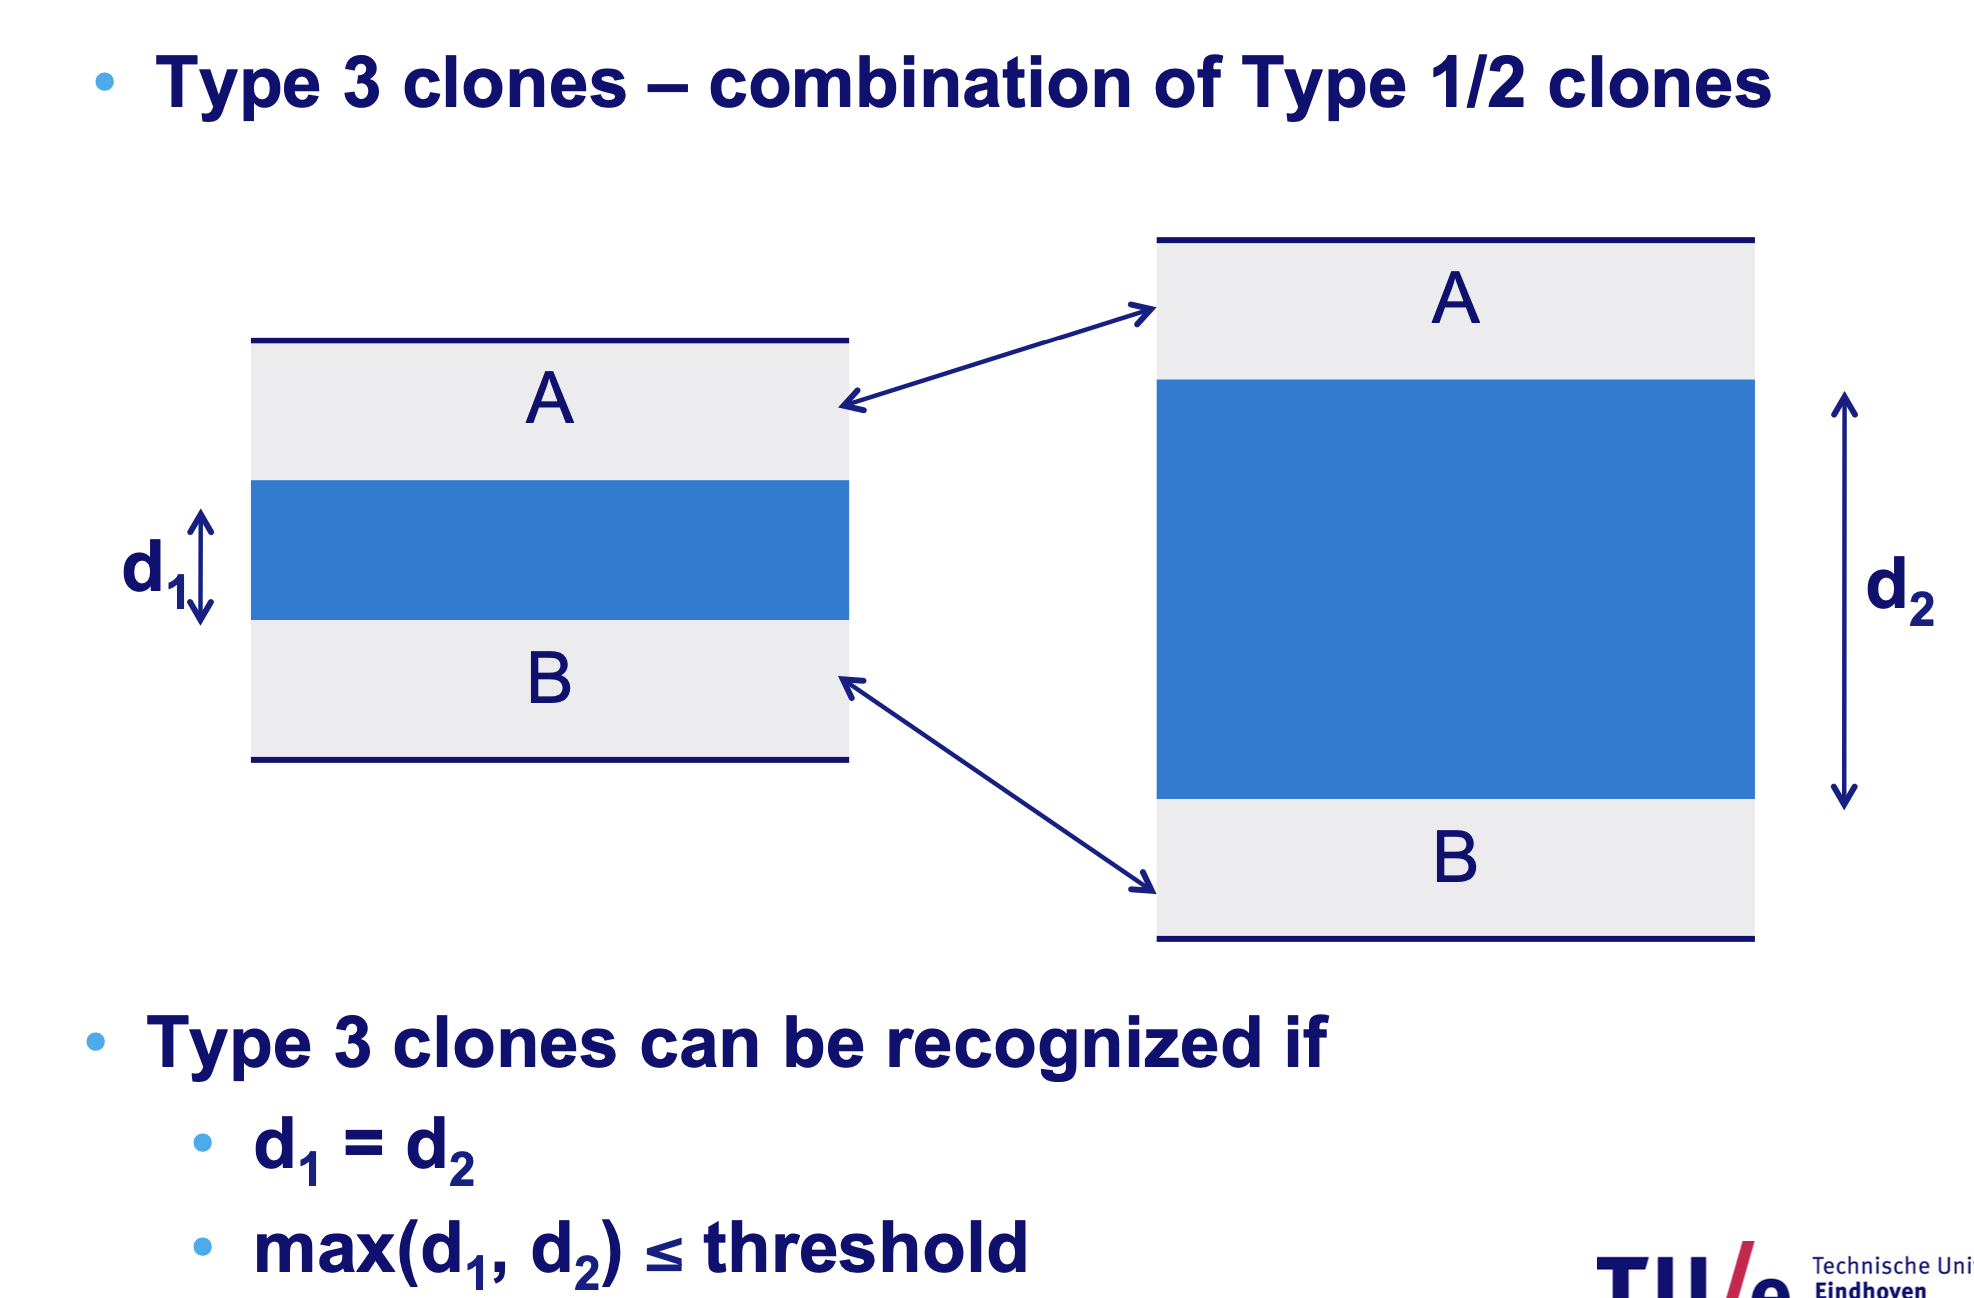 • Type 3 clones – combination of Type 1/2 clones
A
A
d₁
d₂
B
B
• Type 3 clones can be recognized if
• d₁ = d₂
• max(d₁, d₂) ≤ threshold
TU/e
Technische Uni
Eindhoven